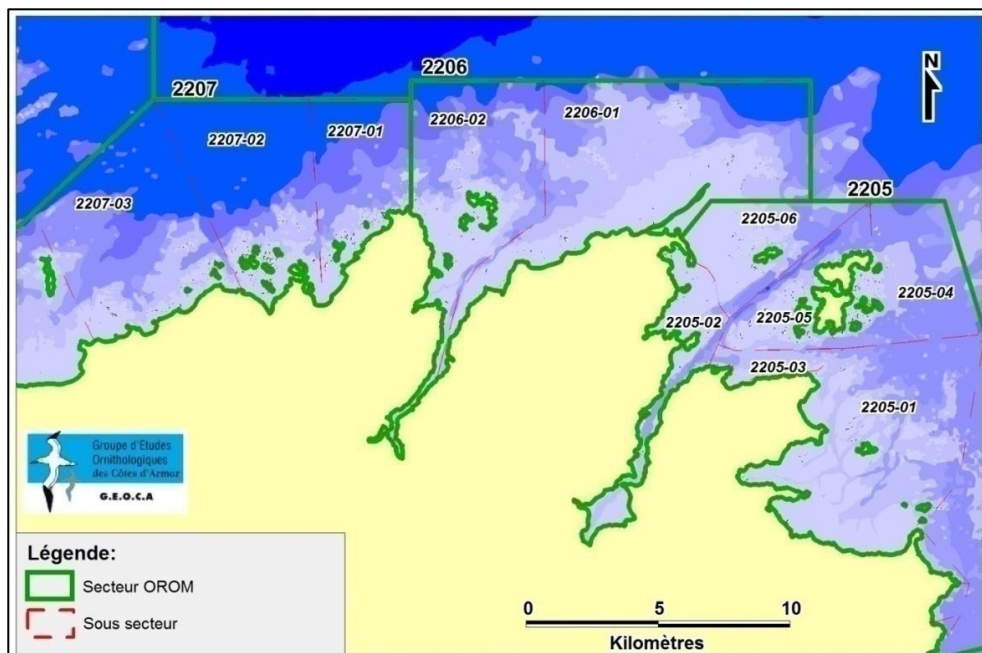 2206
2207
N
2206-02
2206-01
2207-01
2207-02
2205
2207-03
2205-06
2205-04
2205-02
2205-05
2205-03
2205-01
Groupe d'Etudes
Ornithologiques
des Côtes d'Armor
G.E.O.C.A
Légende:
Secteur OROM
Sous secteur
0 5 10
Kilomètres